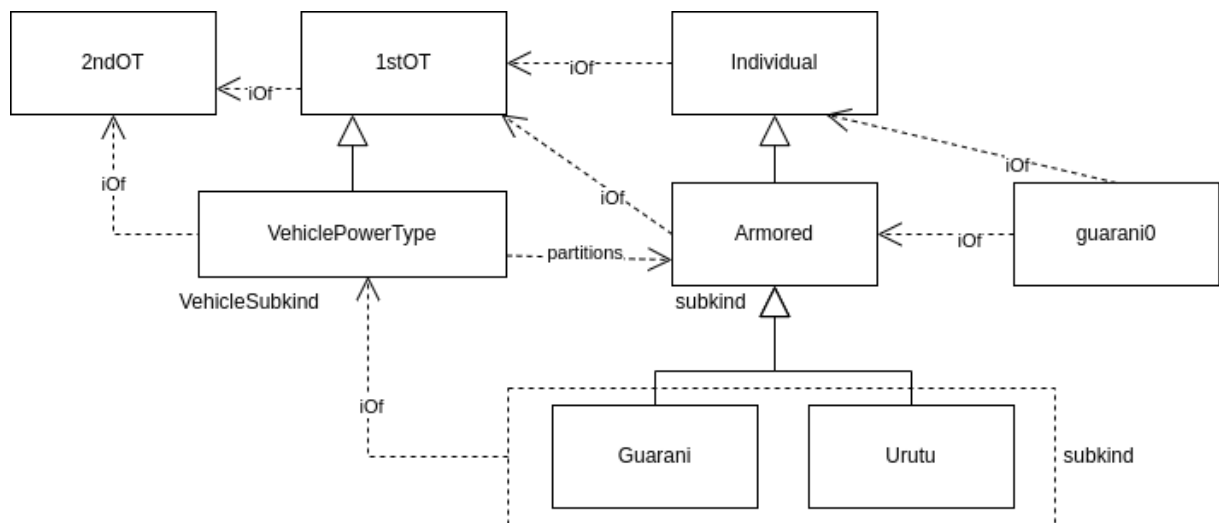 2ndOT
1stOT
Individual
iOf
iOf
iOf
iOf
iOf
VehiclePowerType
Armored
guarani0
iOf
partitions
VehicleSubkind
subkind
iOf
Guarani
Urutu
subkind